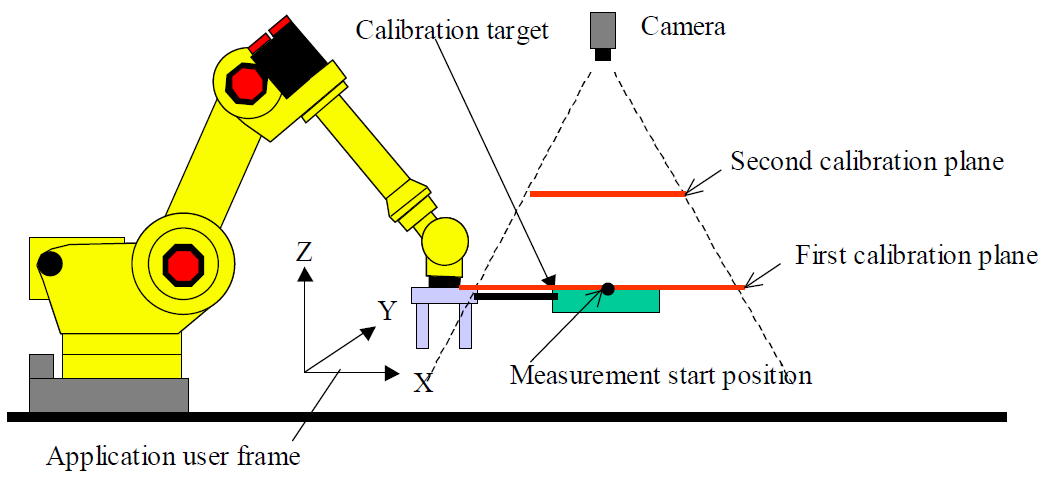 Calibration target
Camera
Second calibration plane
First calibration plane
Z
Y
X
Measurement start position
Application user frame